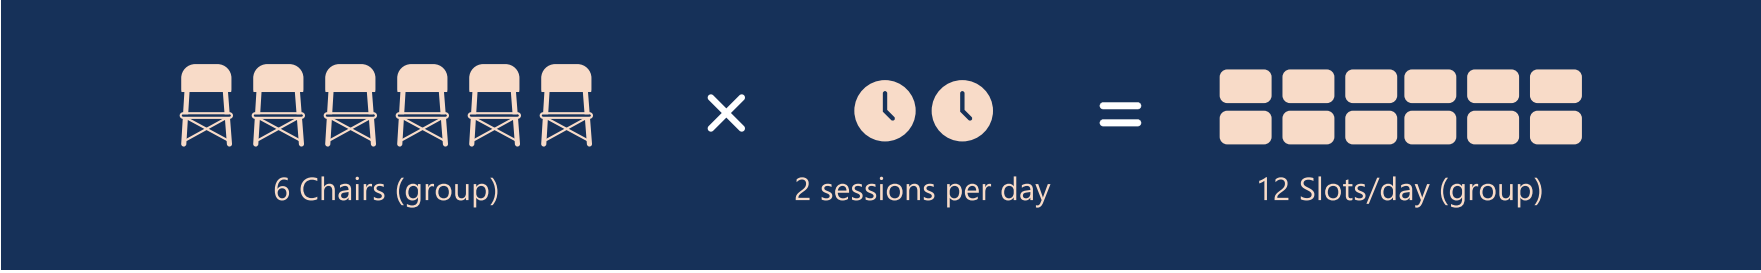 6 Chairs (group)
2 sessions per day
12 Slots/day (group)